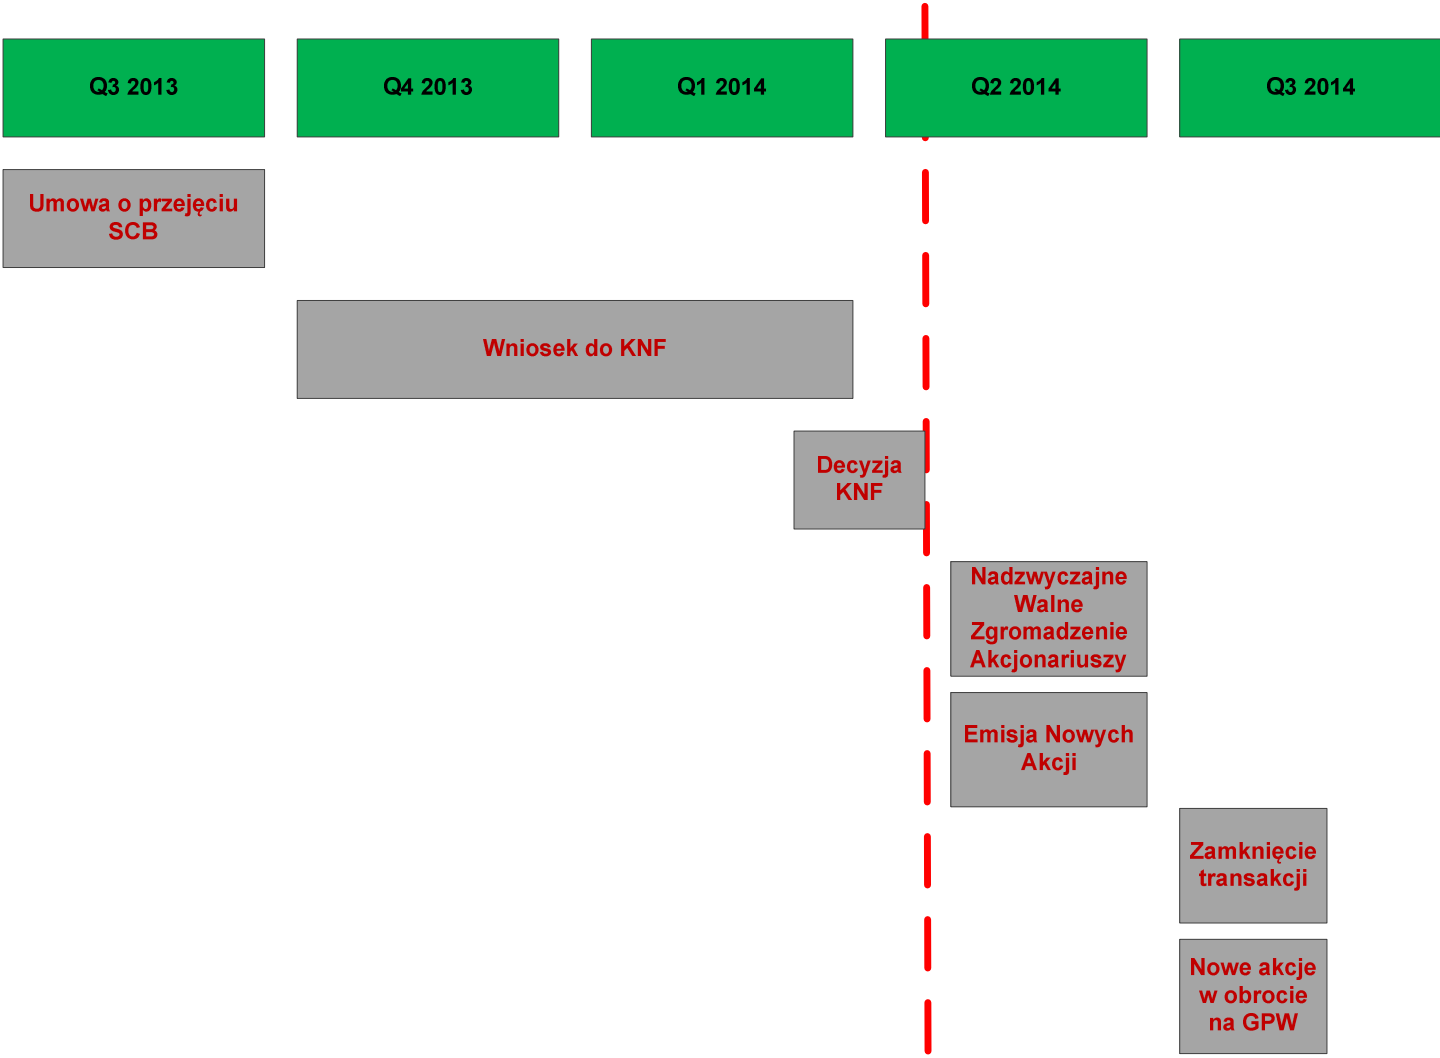 Q3 2013
Q4 2013
Q1 2014
Q2 2014
Q3 2014
Umowa o przejęciu
SCB
Wniosek do KNF
Decyzja
KNF
Nadzwyczajne
Walne
Zgromadzenie
Akcjonariuszy
Emisja Nowych
Akcji
Zamknięcie
transakcji
Nowe akcje
w obrocie
na GPW